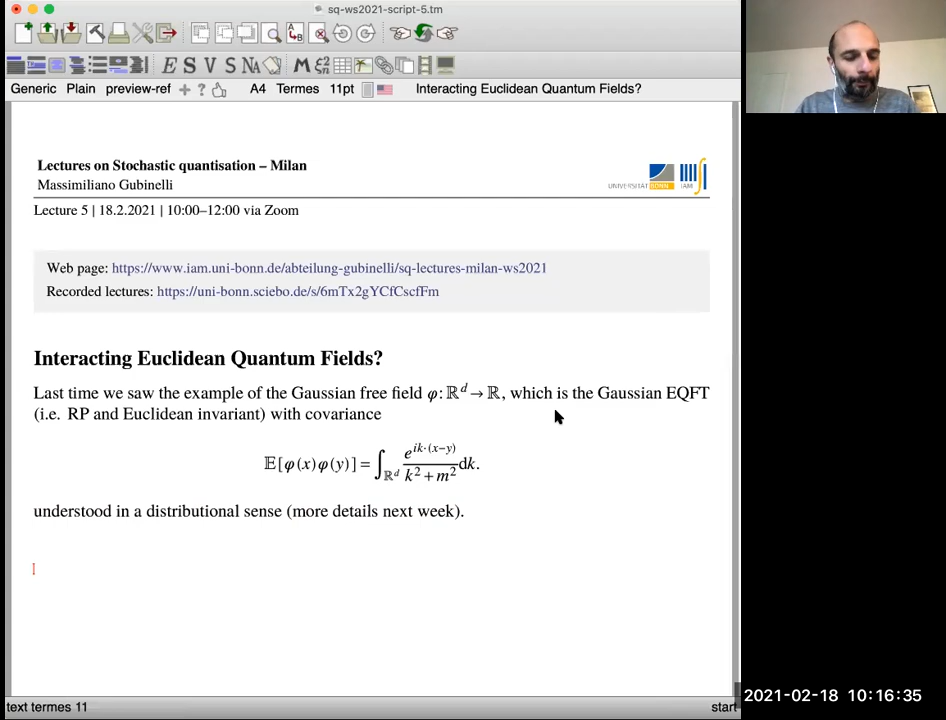 sq-ws2021-script-5.tm
E S V S NA
M
Generic Plain preview-ref + ? A4 Termes 11pt Interacting Euclidean Quantum Fields?
Lectures on Stochastic quantisation – Milan
Massimiliano Gubinelli
UNIVERSITÄT BONN IAM
Lecture 5 | 18.2.2021 | 10:00–12:00 via Zoom
Web page: https://www.iam.uni-bonn.de/abteilung-gubinelli/sq-lectures-milan-ws2021
Recorded lectures: https://uni-bonn.sciebo.de/s/6mTx2gYCfCscfFm
Interacting Euclidean Quantum Fields?
Last time we saw the example of the Gaussian free field φ: ℝ^d → ℝ, which is the Gaussian EQFT
(i.e. RP and Euclidean invariant) with covariance
𝔼[φ(x)φ(y)] = ∫_{ℝ^d} e^{ik·(x−y)} / (k² + m²) dk.
understood in a distributional sense (more details next week).
text termes 11
start
2021-02-18 10:16:35